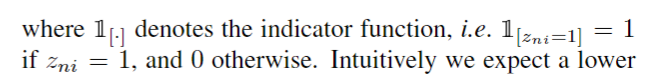 where 𝟙[·] denotes the indicator function, i.e. 𝟙[zni=1] = 1
if zni = 1, and 0 otherwise. Intuitively we expect a lower